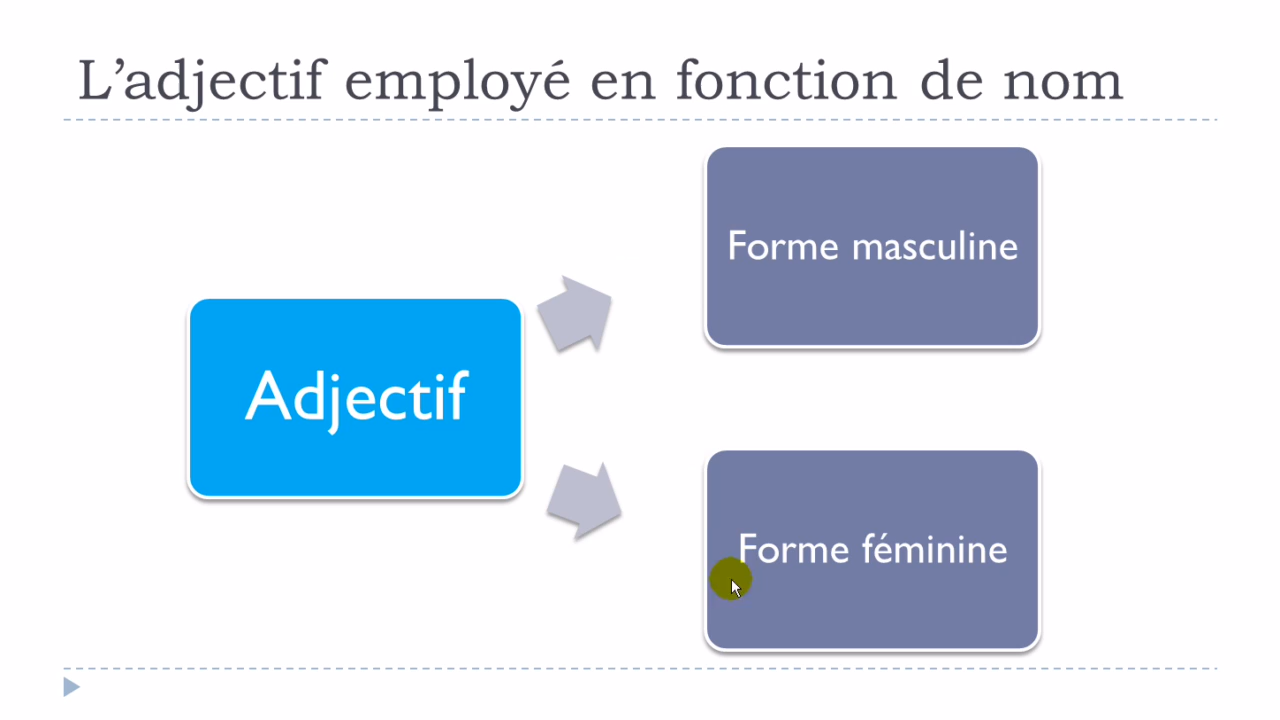 L’adjectif employé en fonction de nom
Adjectif
Forme masculine
Forme féminine